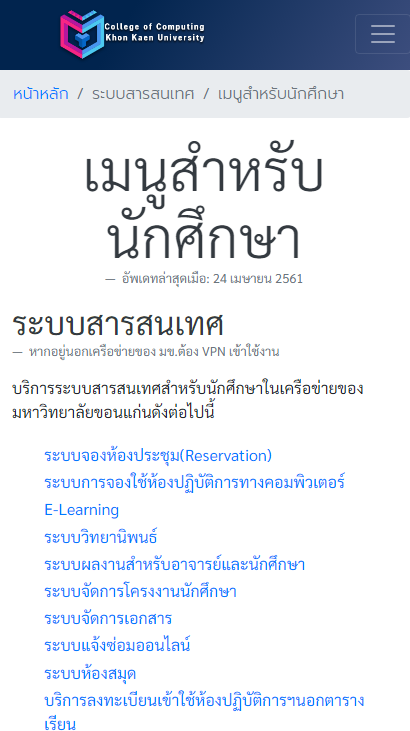 College of Computing
Khon Kaen University
หน้าหลัก / ระบบสารสนเทศ / เมนูสำหรับนักศึกษา
เมนูสำหรับ
นักศึกษา
— อัพเดทล่าสุดเมื่อ: 24 เมษายน 2561
ระบบสารสนเทศ
— หากอยู่นอกเครือข่ายของ มข.ต้อง VPN เข้าใช้งาน
บริการระบบสารสนเทศสำหรับนักศึกษาในเครือข่ายของ
มหาวิทยาลัยขอนแก่นดังต่อไปนี้
ระบบจองห้องประชุม(Reservation)
ระบบการจองใช้ห้องปฏิบัติการทางคอมพิวเตอร์
E-Learning
ระบบวิทยานิพนธ์
ระบบผลงานสำหรับอาจารย์และนักศึกษา
ระบบจัดการโครงงานนักศึกษา
ระบบจัดการเอกสาร
ระบบแจ้งซ่อมออนไลน์
ระบบห้องสมุด
บริการลงทะเบียนเข้าใช้ห้องปฏิบัติการฯนอกตาราง
เรียน